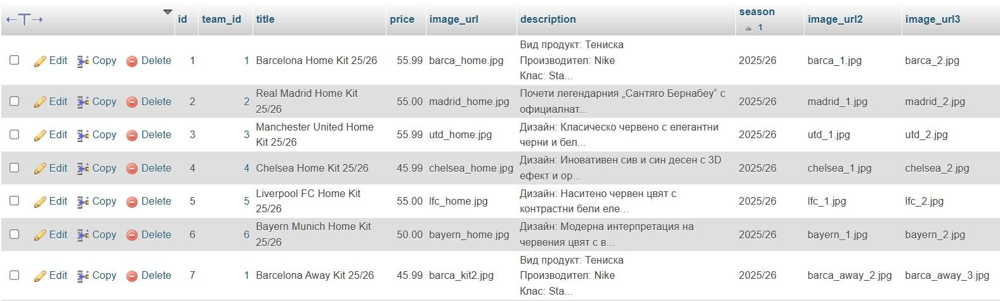 id team_id title price image_url description season 1 image_url2 image_url3
Edit Copy Delete 1 1 Barcelona Home Kit 25/26 55.99 barca_home.jpg Вид продукт: Тениска
Производител: Nike
Клас: Sta... 2025/26 barca_1.jpg barca_2.jpg
Edit Copy Delete 2 2 Real Madrid Home Kit
25/26 55.00 madrid_home.jpg Почети легендарния „Сантяго Бернабеу“ с
официалнат... 2025/26 madrid_1.jpg madrid_2.jpg
Edit Copy Delete 3 3 Manchester United Home
Kit 25/26 55.99 utd_home.jpg Дизайн: Класическо червено с елегантни
черни и бел... 2025/26 utd_1.jpg utd_2.jpg
Edit Copy Delete 4 4 Chelsea Home Kit 25/26 45.99 chelsea_home.jpg Дизайн: Иновативен сив и син десен с 3D
ефект и ор... 2025/26 chelsea_1.jpg chelsea_2.jpg
Edit Copy Delete 5 5 Liverpool FC Home Kit
25/26 55.00 lfc_home.jpg Дизайн: Наситено червен цвят с
контрастни бели еле... 2025/26 lfc_1.jpg lfc_2.jpg
Edit Copy Delete 6 6 Bayern Munich Home Kit
25/26 50.00 bayern_home.jpg Дизайн: Модерна интерпретация на
червения цвят с в... 2025/26 bayern_1.jpg bayern_2.jpg
Edit Copy Delete 7 1 Barcelona Away Kit 25/26 45.99 barca_kit2.jpg Вид продукт: Тениска
Производител: Nike
Клас: Sta... 2025/26 barca_away_2.jpg barca_away_3.jpg